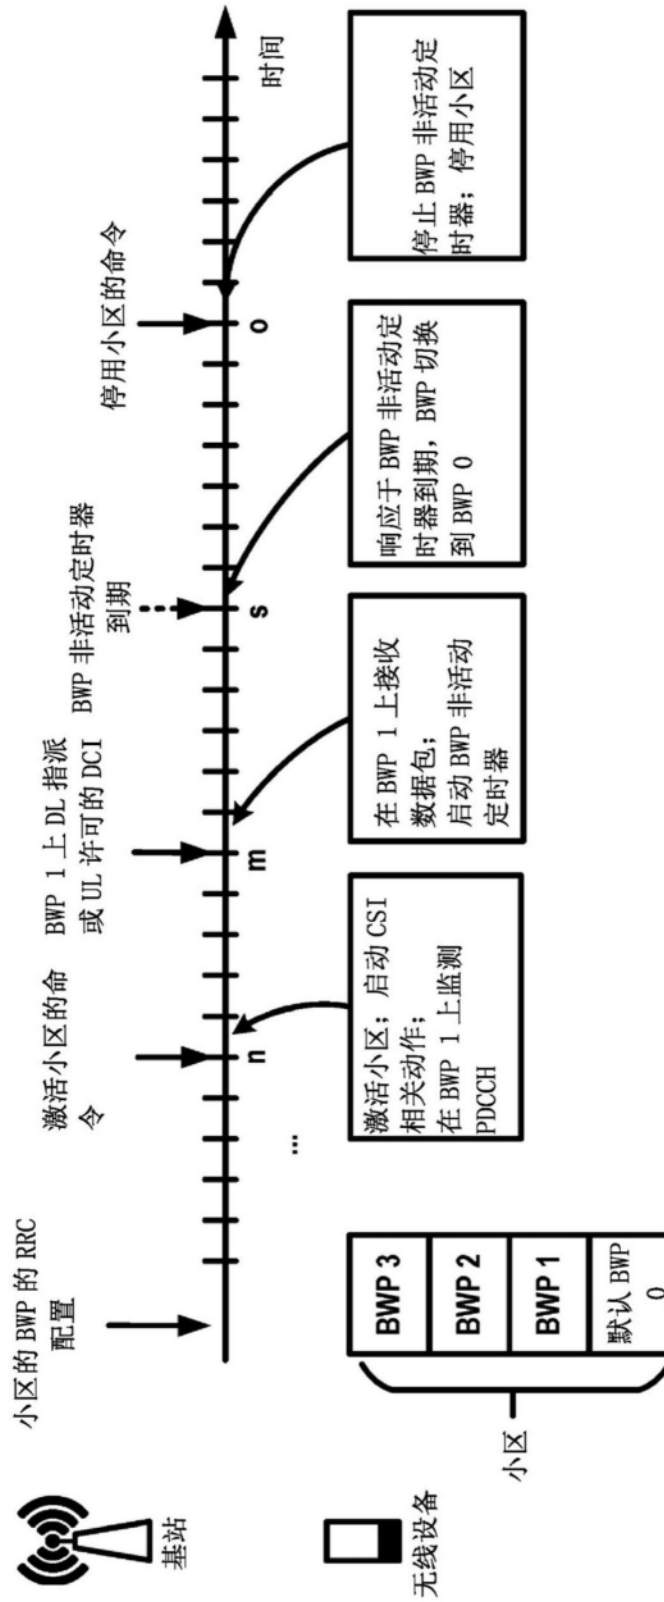 小区的 BWP 的 RRC
配置
激活小区的命
令
BWP 1 上 DL 指派
或 UL 许可的 DCI
BWP 非活动定时器
到期
停用小区的命令
n
m
s
o
时间
...
激活小区；启动 CSI
相关动作；
在 BWP 1 上监测
PDCCH
在 BWP 1 上接收
数据包；
启动 BWP 非活动
定时器
响应于 BWP 非活动定
时器到期，BWP 切换
到 BWP 0
停止 BWP 非活动定
时器；停用小区
基站
无线设备
小区
BWP 3
BWP 2
BWP 1
默认 BWP
0